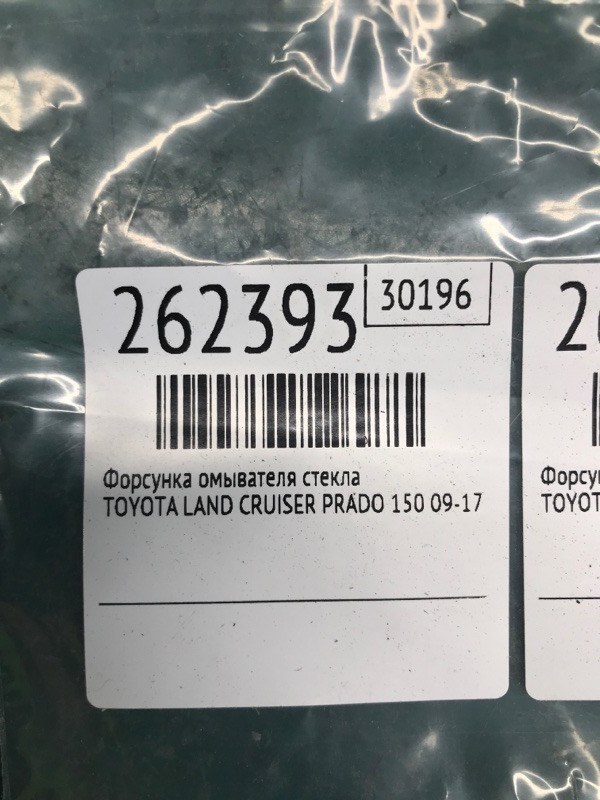 262393
30196
Форсунка омывателя стекла
TOYOTA LAND CRUISER PRADO 150 09-17